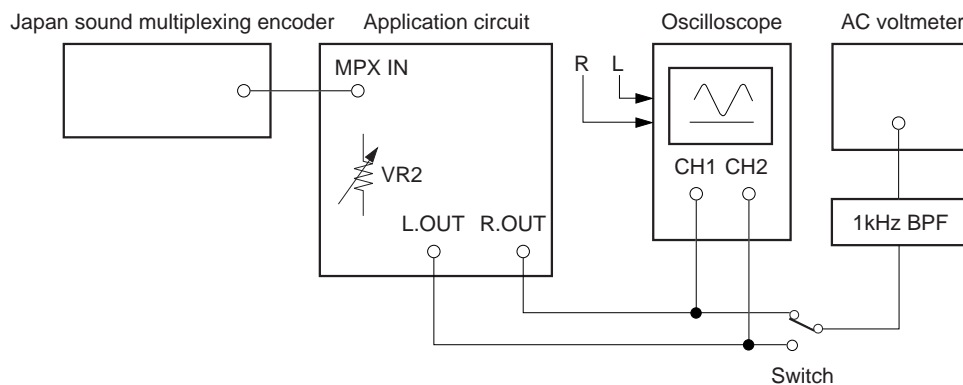 Japan sound multiplexing encoder
Application circuit
Oscilloscope
AC voltmeter
MPX IN
R L
VR2
CH1 CH2
L.OUT R.OUT
1kHz BPF
Switch